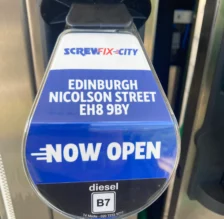 SCREWFIX CITY
EDINBURGH
NICOLSON STREET
EH8 9BY
NOW OPEN
diesel
B7